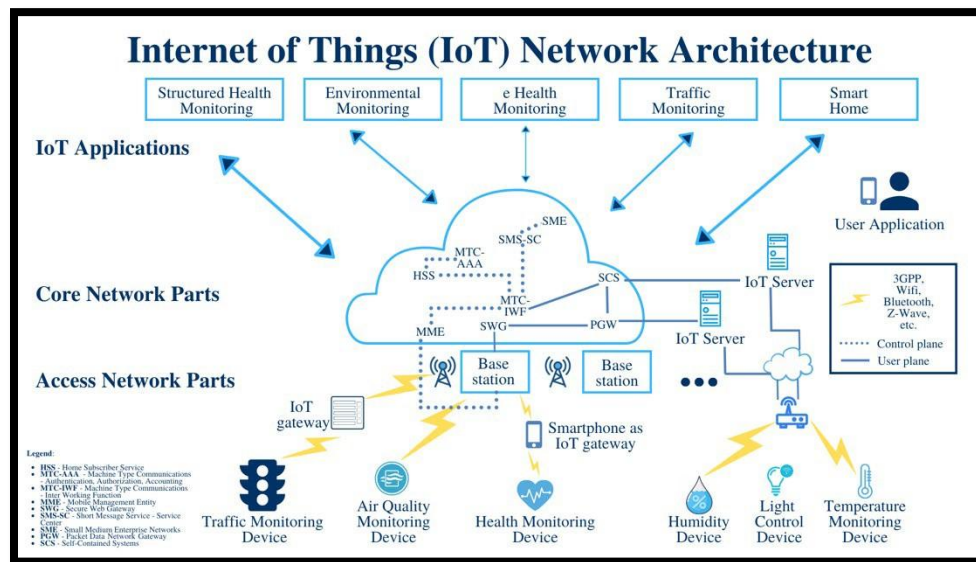 Internet of Things (IoT) Network Architecture
Structured Health
Monitoring
Environmental
Monitoring
e Health
Monitoring
Traffic
Monitoring
Smart
Home
IoT Applications
User Application
SME
SMS-SC
MTC-
AAA
HSS
SCS
Core Network Parts
MTC-
IWF
MME
SWG
PGW
IoT Server
IoT Server
3GPP,
Wifi,
Bluetooth,
Z-Wave,
etc.
Control plane
User plane
Access Network Parts
Base
station
Base
station
IoT
gateway
Smartphone as
IoT gateway
Legend:
HSS - Home Subscriber Service
MTC-AAA - Machine Type Communications
- Authentication, Authorization, Accounting
MTC-IWF - Machine Type Communications
- Inter Working Function
MME - Mobile Management Entity
SWG - Secure Web Gateway
SMS-SC - Short Message Service - Service
Center
SME - Small Medium Enterprise Networks
PGW - Packet Data Network Gateway
SCS - Self-Contained Systems
Traffic Monitoring
Device
Air Quality
Monitoring
Device
Health Monitoring
Device
%
Humidity
Device
Light
Control
Device
Temperature
Monitoring
Device